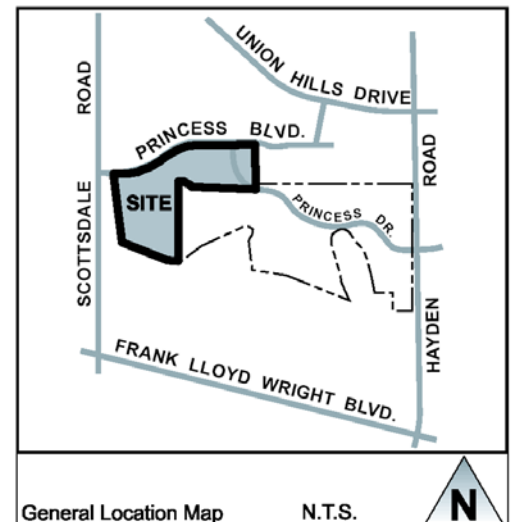 UNION HILLS DRIVE
ROAD
PRINCESS BLVD.
ROAD
SITE
PRINCESS DR.
SCOTTSDALE
HAYDEN
FRANK LLOYD WRIGHT BLVD.
General Location Map
N.T.S.
N